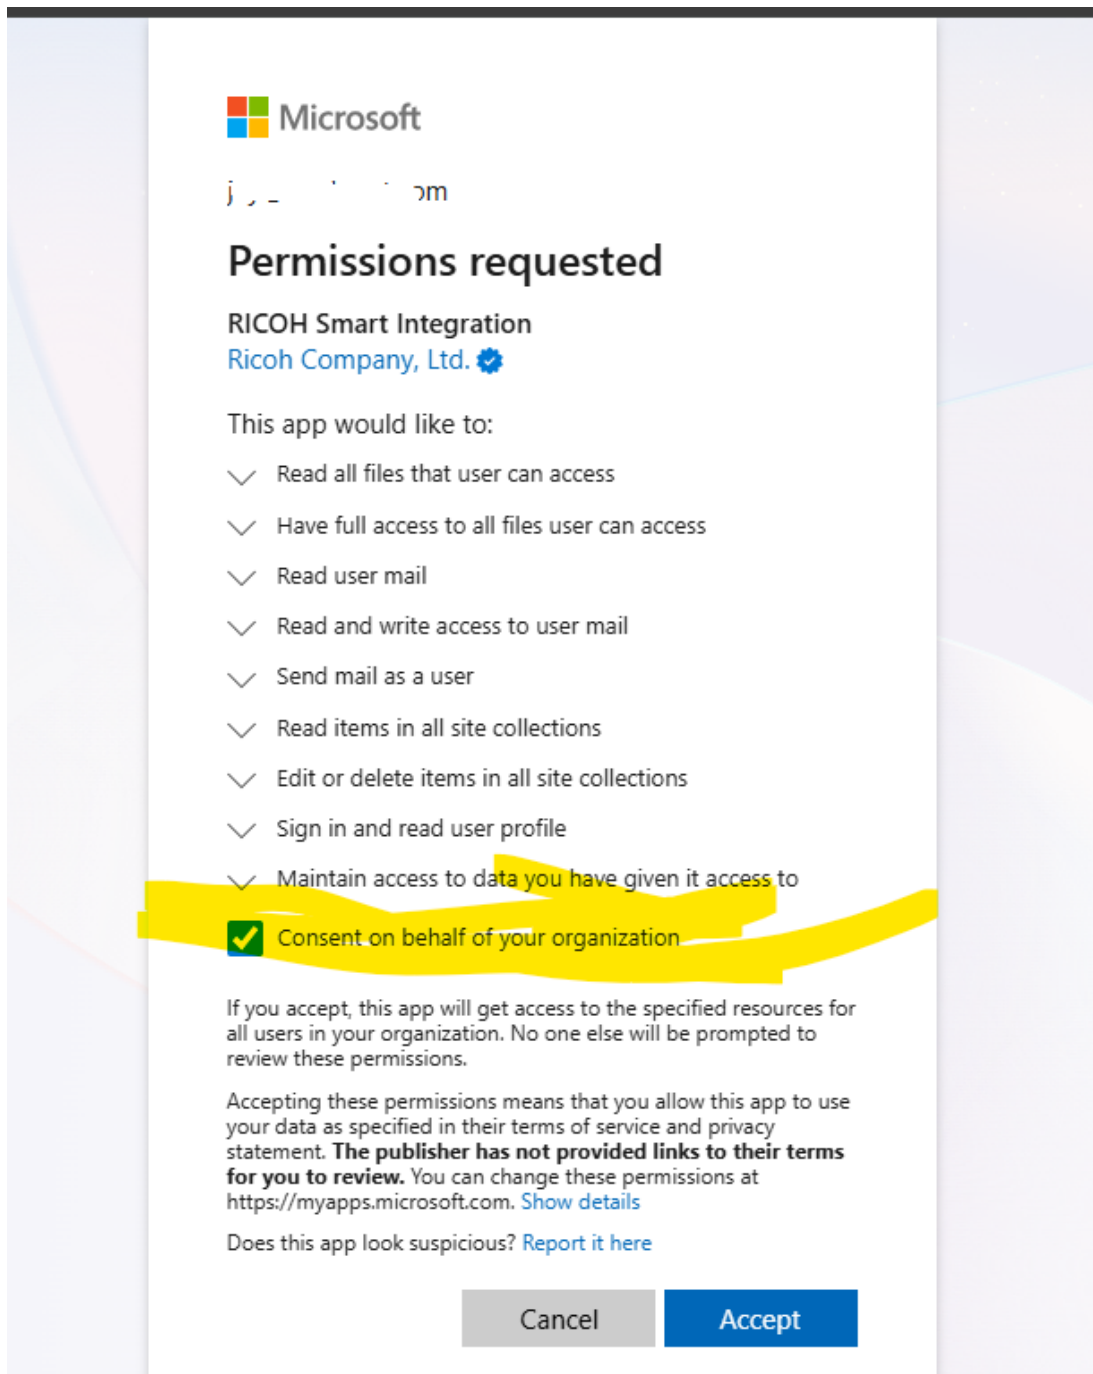 Microsoft
Permissions requested
RICOH Smart Integration
Ricoh Company, Ltd.
This app would like to:
Read all files that user can access
Have full access to all files user can access
Read user mail
Read and write access to user mail
Send mail as a user
Read items in all site collections
Edit or delete items in all site collections
Sign in and read user profile
Maintain access to data you have given it access to
Consent on behalf of your organization
If you accept, this app will get access to the specified resources for
all users in your organization. No one else will be prompted to
review these permissions.
Accepting these permissions means that you allow this app to use
your data as specified in their terms of service and privacy
statement. The publisher has not provided links to their terms
for you to review. You can change these permissions at
https://myapps.microsoft.com. Show details
Does this app look suspicious? Report it here
Cancel
Accept